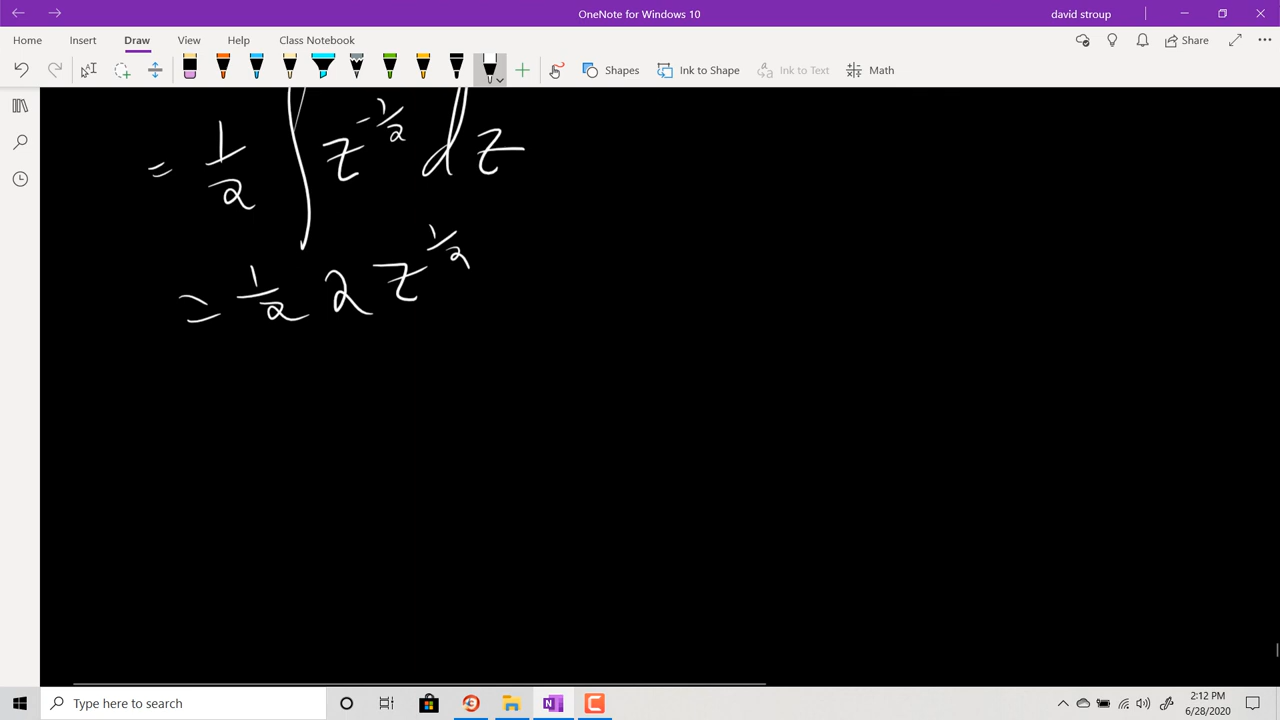 OneNote for Windows 10
david stroup
Home Insert Draw View Help Class Notebook
Share
Shapes Ink to Shape Ink to Text Math
= 1/2 ∫ z^(-1/2) dz
= 1/2 2 z^(1/2)
Type here to search
2:12 PM
6/28/2020